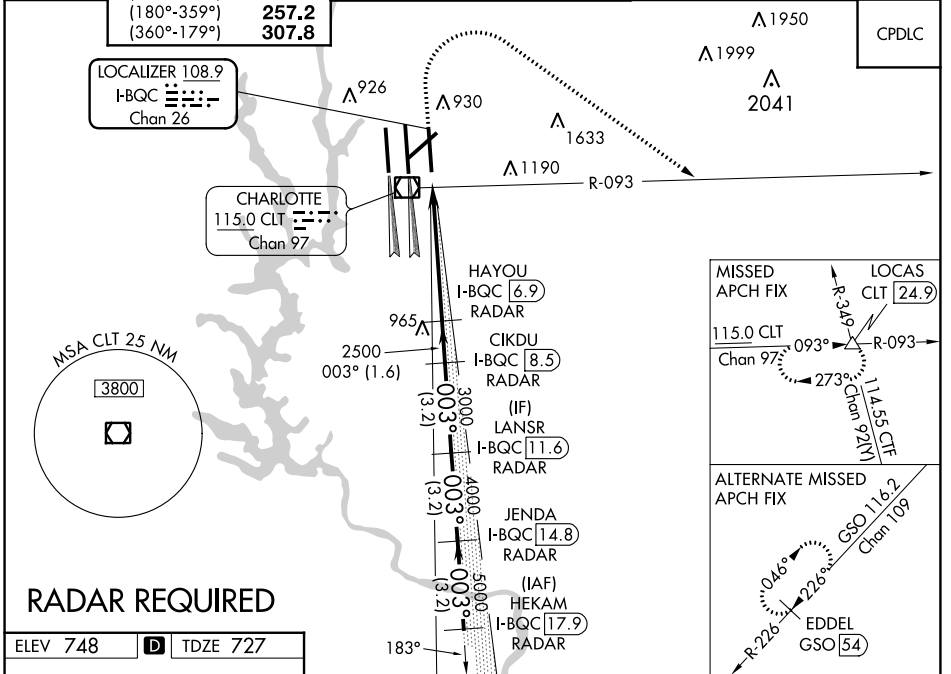 (180°-359°) 257.2
(360°-179°) 307.8
CPDLC
LOCALIZER 108.9
I-BQC
Chan 26
926
930
1950
1999
2041
1633
1190
R-093
CHARLOTTE
115.0 CLT
Chan 97
HAYOU
I-BQC 6.9
RADAR
965
2500
003° (1.6)
CIKDU
I-BQC 8.5
RADAR
3000
003°
(3.2)
(IF)
LANSR
I-BQC 11.6
RADAR
4000
003°
(3.2)
JENDA
I-BQC 14.8
RADAR
5000
003°
(3.2)
(IAF)
HEKAM
I-BQC 17.9
RADAR
183°
MSA CLT 25 NM
3800
MISSED
APCH FIX
LOCAS
CLT 24.9
R-349
115.0 CLT
Chan 97
093°
R-093
273°
114.55 CTF
Chan 92(Y)
ALTERNATE MISSED
APCH FIX
GSO 116.2
Chan 109
046°
226°
R-226
EDDEL
GSO 54
RADAR REQUIRED
ELEV 748 D TDZE 727